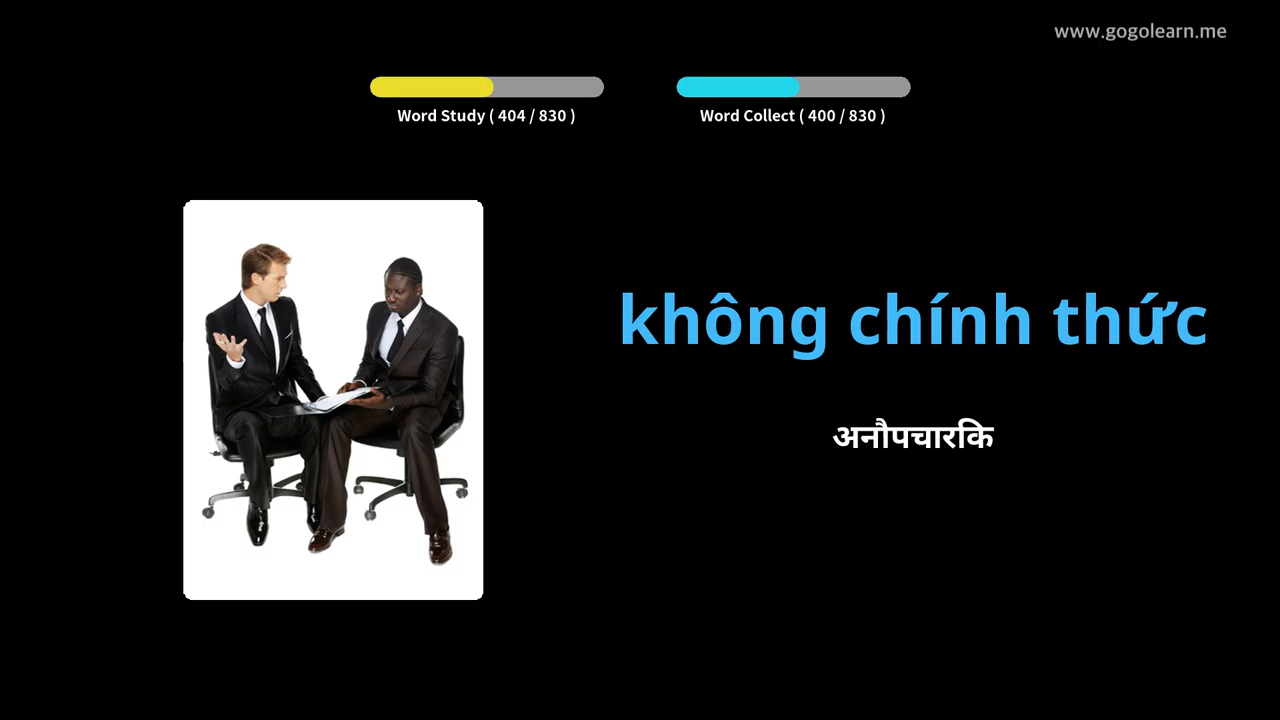 www.gogolearn.me
Word Study ( 404 / 830 )
Word Collect ( 400 / 830 )
không chính thức
अनौपचारकि